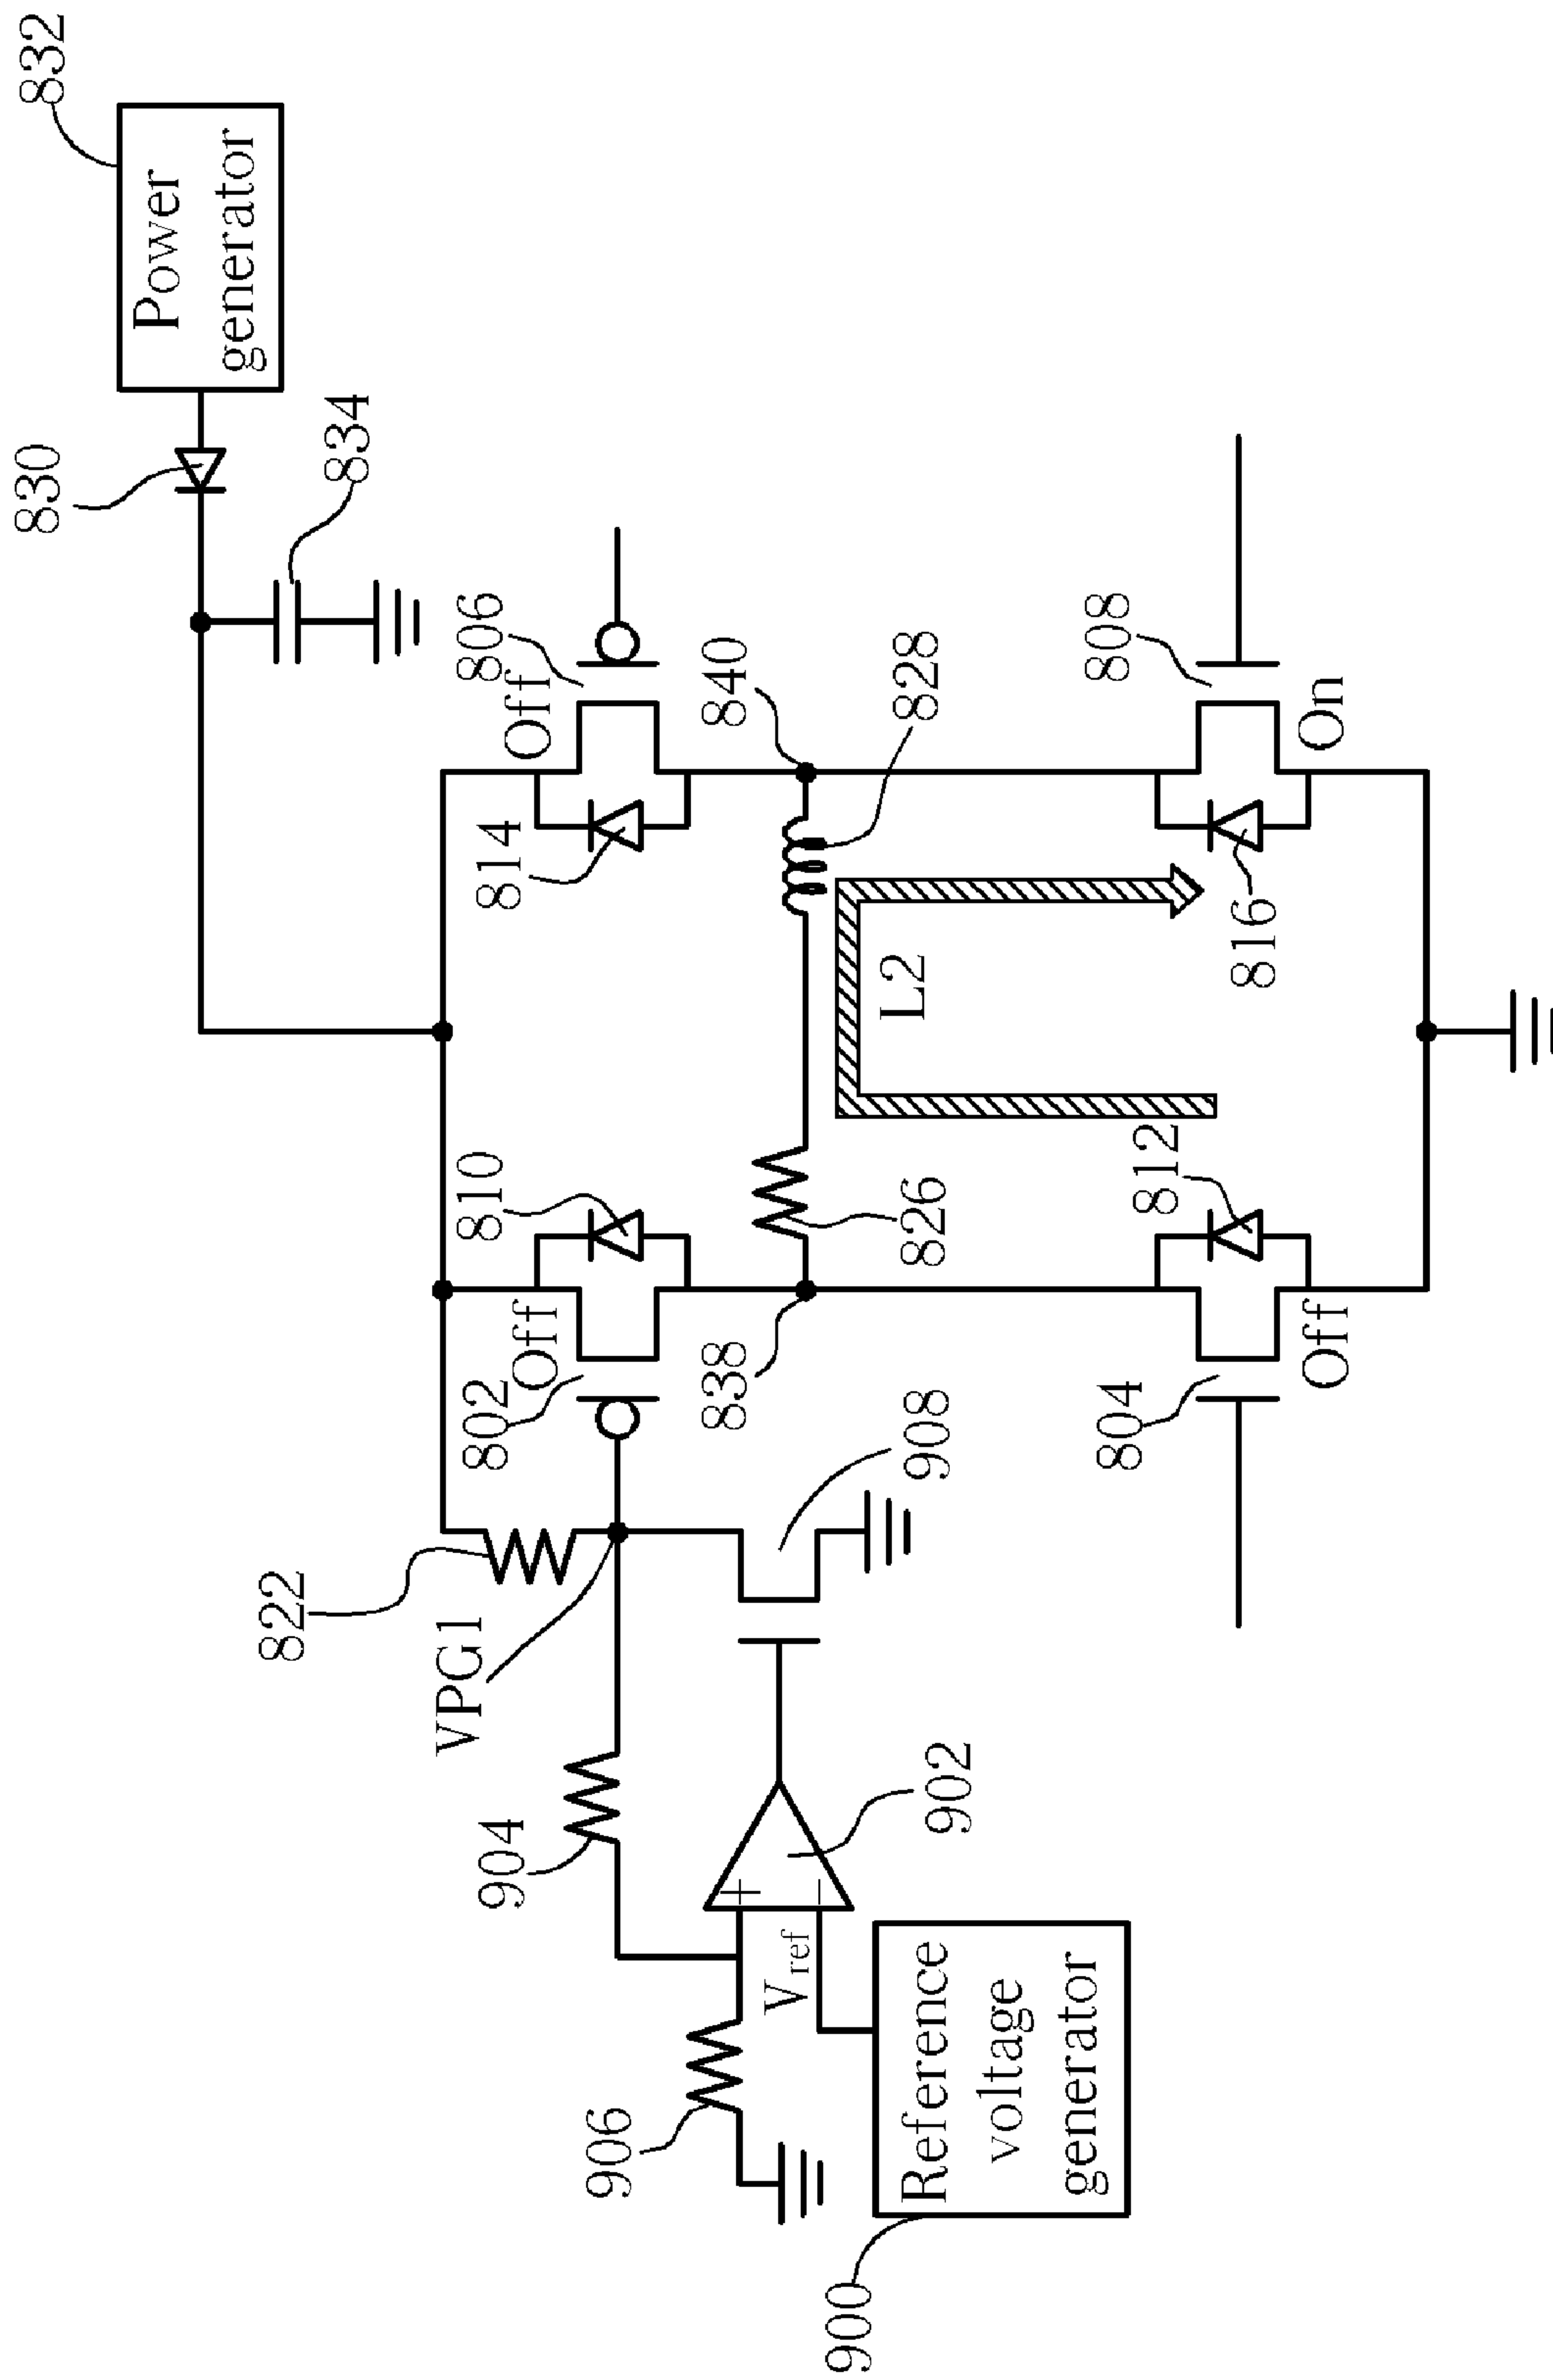 832
Power
generator
830
834
806
Off
840
828
808
On
814
816
L2
810
812
826
802
Off
838
804
Off
908
822
VPG1
904
902
+
−
Vref
906
Reference
voltage
generator
900